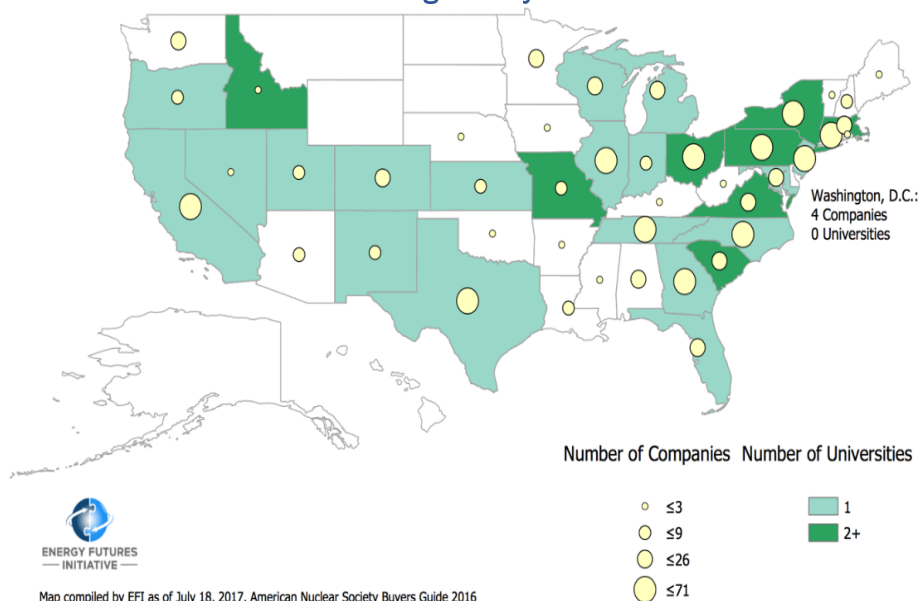 Washington, D.C.:
4 Companies
0 Universities
Number of Companies Number of Universities
≤3
≤9
≤26
≤71
1
2+
ENERGY FUTURES
INITIATIVE
Map compiled by EFI as of July 18, 2017. American Nuclear Society Buyers Guide 2016